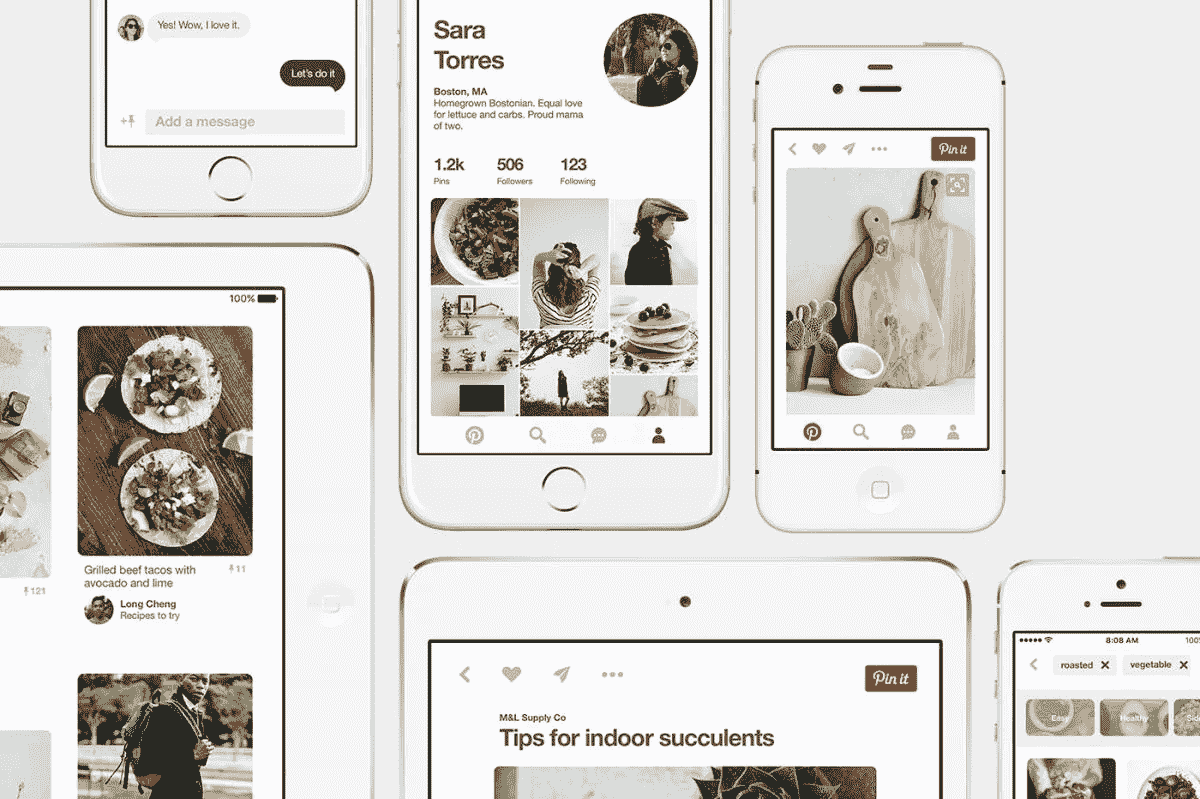 Yes! Wow, I love it.
Let's do it
Add a message
Sara
Torres
Boston, MA
Homegrown Bostonian. Equal love
for lettuce and carbs. Proud mama
of two.
1.2k
506
123
Pins
Followers
Following
Pin it
100%
121
Grilled beef tacos with
avocado and lime
11
Long Cheng
Recipes to try
Pin it
M&L Supply Co
Tips for indoor succulents
8:08 AM
100
roasted
vegetable
Easy
Healthy